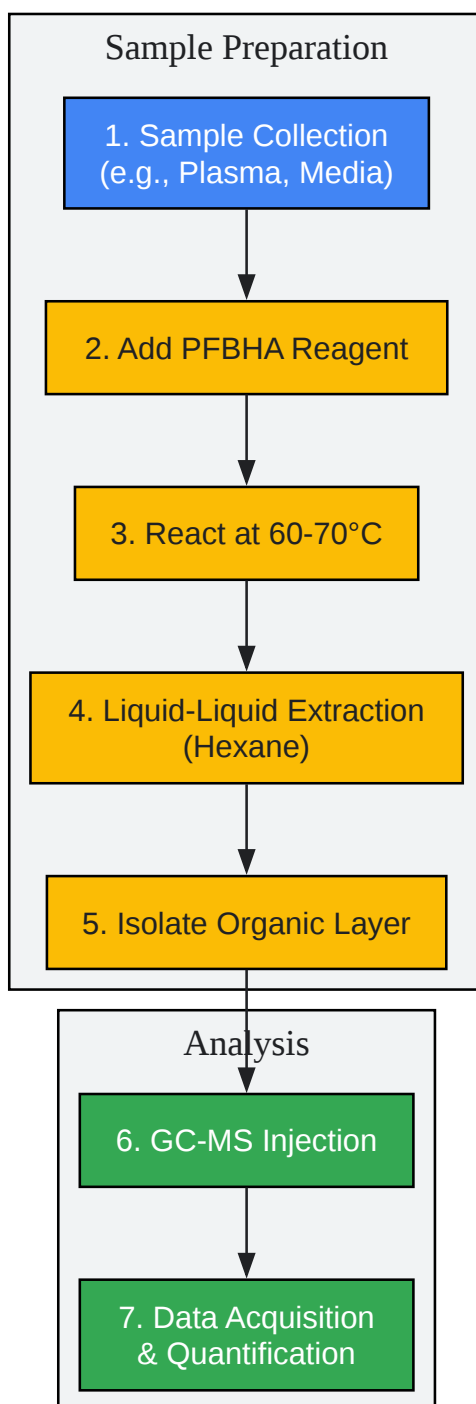 Sample Preparation
1. Sample Collection
(e.g., Plasma, Media)
2. Add PFBHA Reagent
3. React at 60-70°C
4. Liquid-Liquid Extraction
(Hexane)
5. Isolate Organic Layer
Analysis
6. GC-MS Injection
7. Data Acquisition
& Quantification